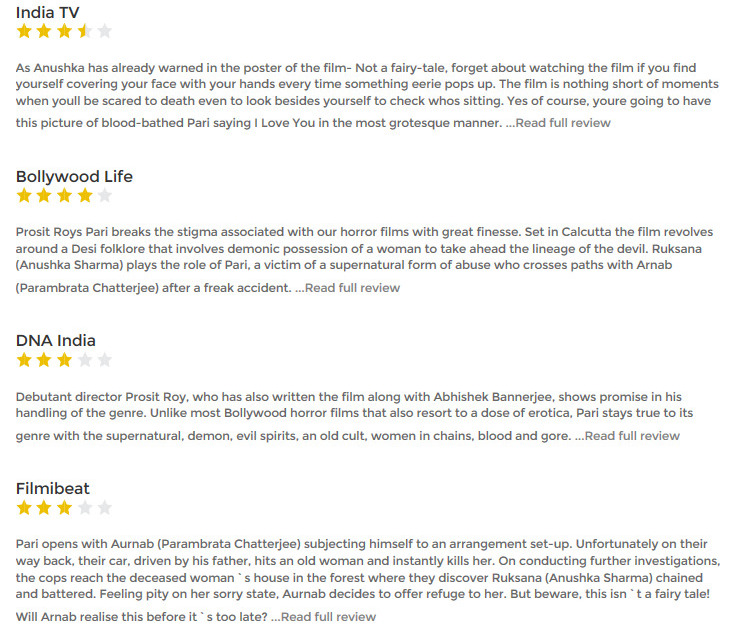 India TV
As Anushka has already warned in the poster of the film- Not a fairy-tale, forget about watching the film if you find
yourself covering your face with your hands every time something eerie pops up. The film is nothing short of moments
when youll be scared to death even to look besides yourself to check whos sitting. Yes of course, youre going to have
this picture of blood-bathed Pari saying I Love You in the most grotesque manner. ...Read full review
Bollywood Life
Prosit Roys Pari breaks the stigma associated with our horror films with great finesse. Set in Calcutta the film revolves
around a Desi folklore that involves demonic possession of a woman to take ahead the lineage of the devil. Ruksana
(Anushka Sharma) plays the role of Pari, a victim of a supernatural form of abuse who crosses paths with Arnab
(Parambrata Chatterjee) after a freak accident. ...Read full review
DNA India
Debutant director Prosit Roy, who has also written the film along with Abhishek Bannerjee, shows promise in his
handling of the genre. Unlike most Bollywood horror films that also resort to a dose of erotica, Pari stays true to its
genre with the supernatural, demon, evil spirits, an old cult, women in chains, blood and gore. ...Read full review
Filmibeat
Pari opens with Aurnab (Parambrata Chatterjee) subjecting himself to an arrangement set-up. Unfortunately on their
way back, their car, driven by his father, hits an old woman and instantly kills her. On conducting further investigations,
the cops reach the deceased woman`s house in the forest where they discover Ruksana (Anushka Sharma) chained
and battered. Feeling pity on her sorry state, Aurnab decides to offer refuge to her. But beware, this isn`t a fairy tale!
Will Arnab realise this before it`s too late? ...Read full review